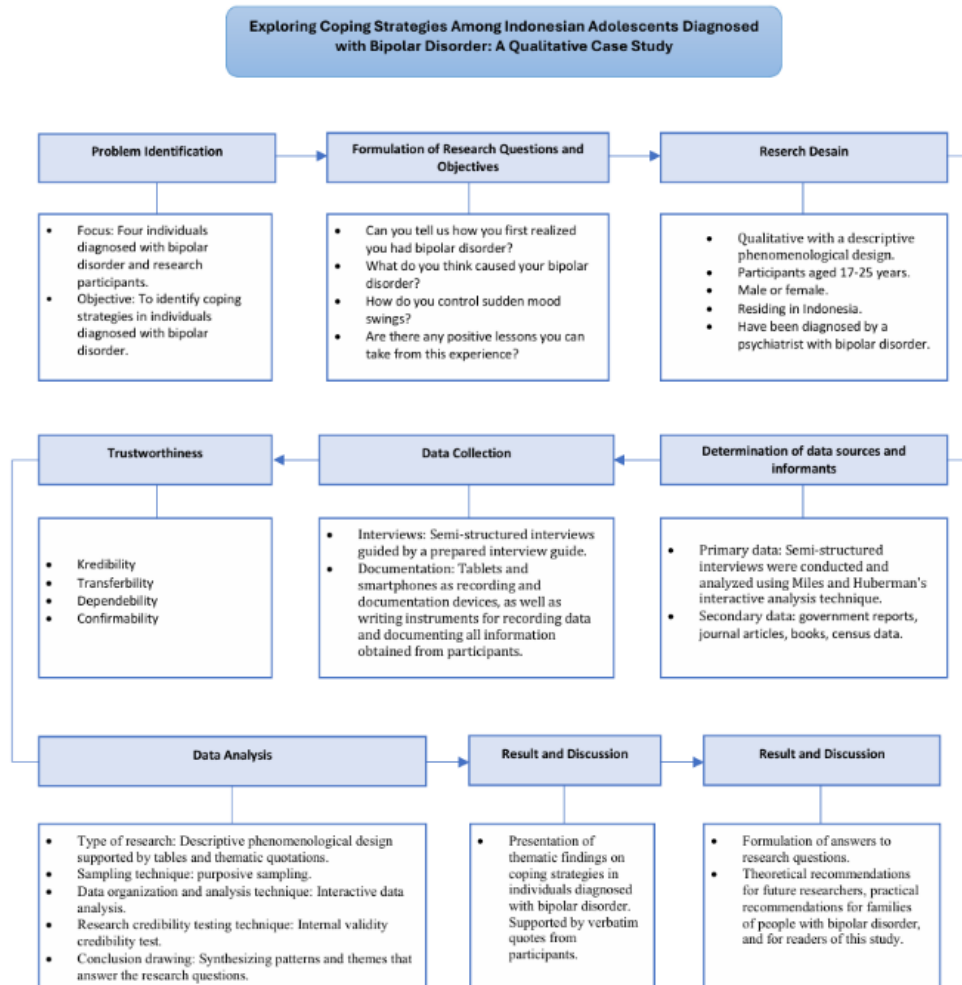 Exploring Coping Strategies Among Indonesian Adolescents Diagnosed
with Bipolar Disorder: A Qualitative Case Study
Problem Identification
• Focus: Four individuals
diagnosed with bipolar
disorder and research
participants.
• Objective: To identify coping
strategies in individuals
diagnosed with bipolar
disorder.
Formulation of Research Questions and
Objectives
• Can you tell us how you first realized
you had bipolar disorder?
• What do you think caused your bipolar
disorder?
• How do you control sudden mood
swings?
• Are there any positive lessons you can
take from this experience?
Reserch Desain
• Qualitative with a descriptive
phenomenological design.
• Participants aged 17-25 years.
• Male or female.
• Residing in Indonesia.
• Have been diagnosed by a
psychiatrist with bipolar disorder.
Determination of data sources and
informants
• Primary data: Semi-structured
interviews were conducted and
analyzed using Miles and Huberman's
interactive analysis technique.
• Secondary data: government reports,
journal articles, books, census data.
Data Collection
• Interviews: Semi-structured interviews
guided by a prepared interview guide.
• Documentation: Tablets and
smartphones as recording and
documentation devices, as well as
writing instruments for recording data
and documenting all information
obtained from participants.
Trustworthiness
• Kredibility
• Transferbility
• Dependebility
• Confirmability
Data Analysis
• Type of research: Descriptive phenomenological design
supported by tables and thematic quotations.
• Sampling technique: purposive sampling.
• Data organization and analysis technique: Interactive data
analysis.
• Research credibility testing technique: Internal validity
credibility test.
• Conclusion drawing: Synthesizing patterns and themes that
answer the research questions.
Result and Discussion
• Presentation of
thematic findings on
coping strategies in
individuals diagnosed
with bipolar disorder.
Supported by verbatim
quotes from
participants.
Result and Discussion
• Formulation of answers to
research questions.
• Theoretical recommendations
for future researchers, practical
recommendations for families
of people with bipolar disorder,
and for readers of this study.